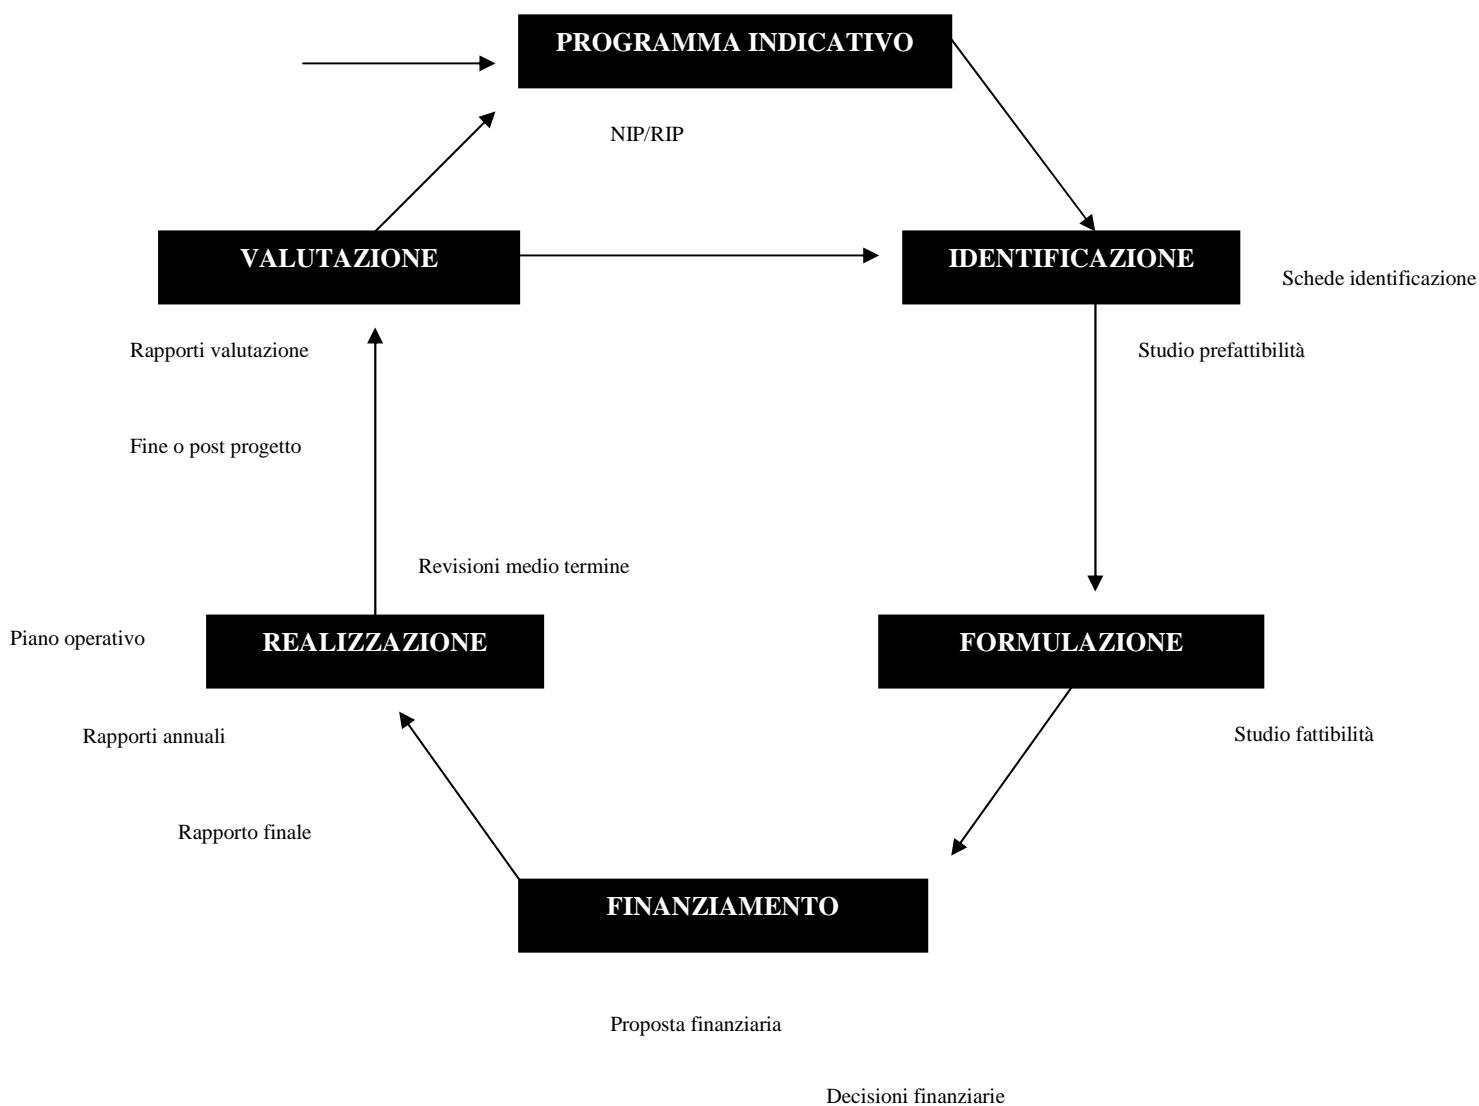 PROGRAMMA INDICATIVO
NIP/RIP
VALUTAZIONE
IDENTIFICAZIONE
Schede identificazione
Rapporti valutazione
Studio prefattibilità
Fine o post progetto
Revisioni medio termine
Piano operativo
REALIZZAZIONE
FORMULAZIONE
Rapporti annuali
Studio fattibilità
Rapporto finale
FINANZIAMENTO
Proposta finanziaria
Decisioni finanziarie